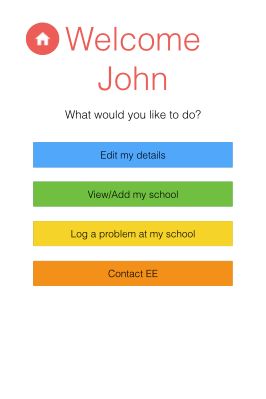 Welcome
John
What would you like to do?
Edit my details
View/Add my school
Log a problem at my school
Contact EE